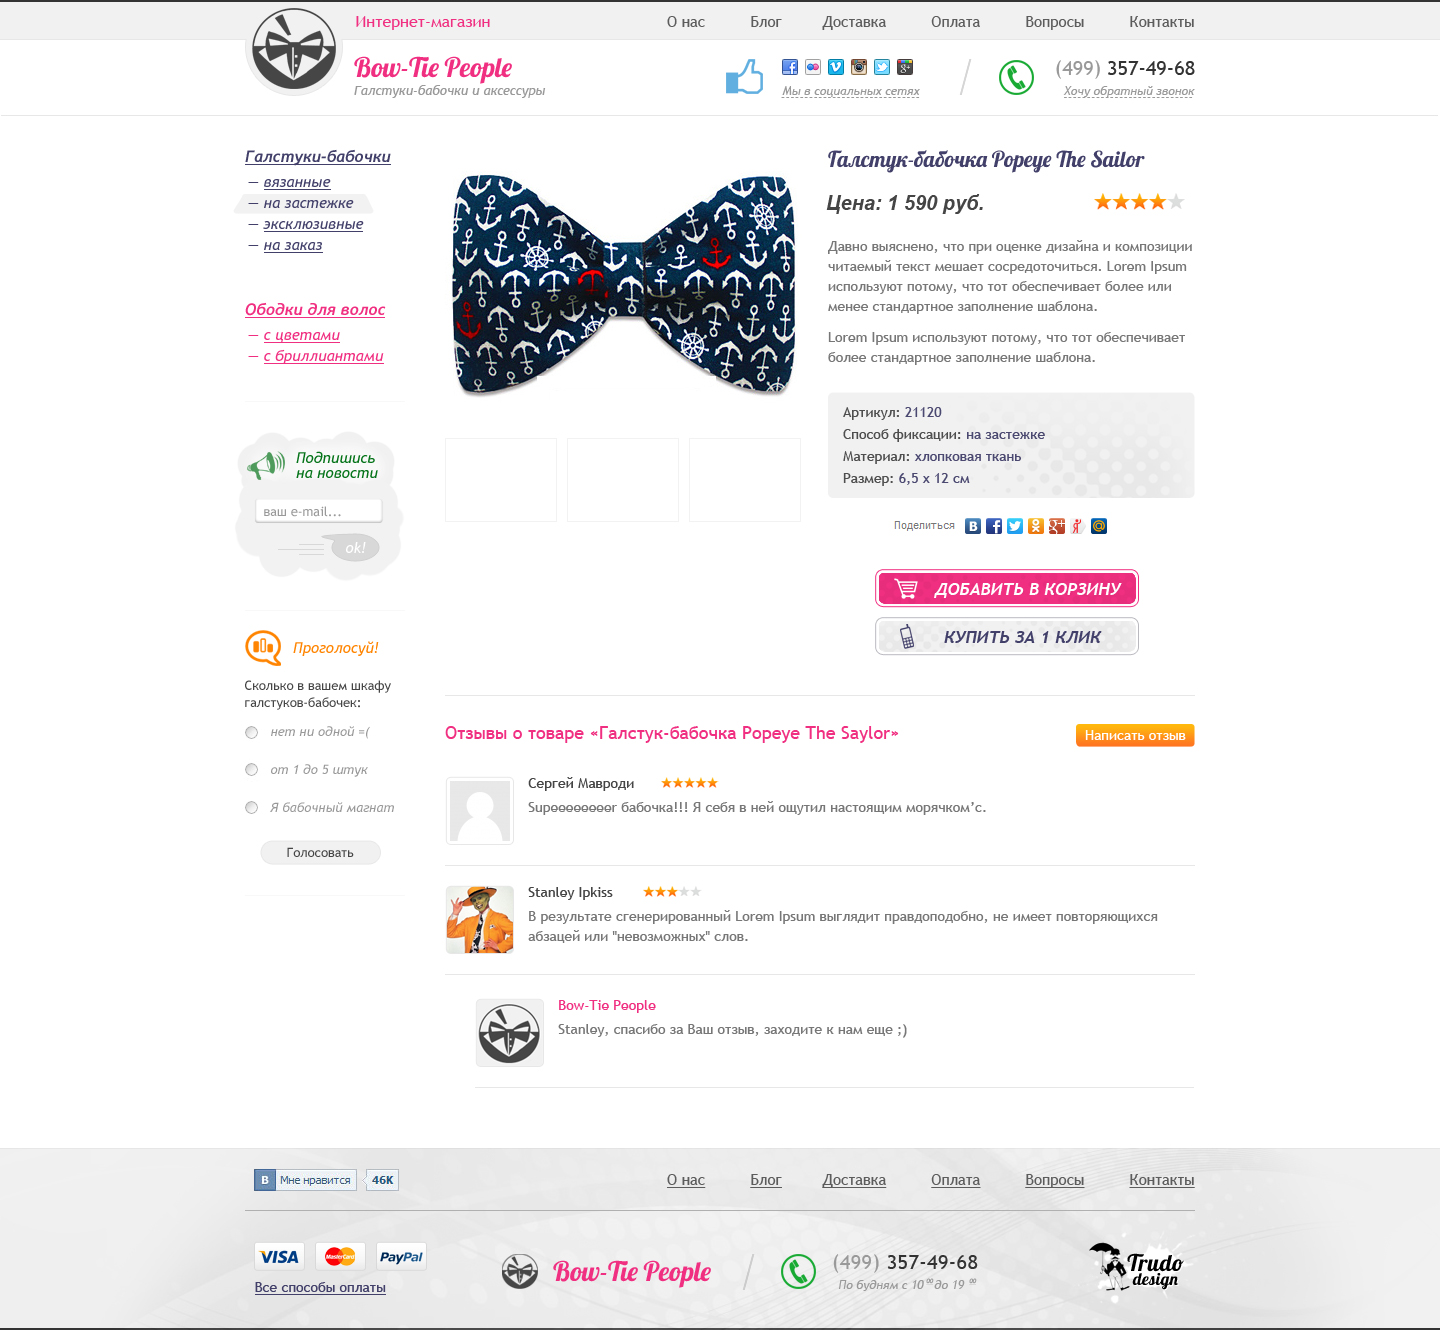 Интернет-магазин
О нас
Блог
Доставка
Оплата
Вопросы
Контакты
Bow-Tie People
Галстуки-бабочки и аксессуры
Мы в социальных сетях
(499) 357-49-68
Хочу обратный звонок
Галстуки-бабочки
— вязанные
— на застежке
— эксклюзивные
— на заказ
Ободки для волос
— с цветами
— с бриллиантами
Подпишись
на новости
ваш e-mail...
ok!
Проголосуй!
Сколько в вашем шкафу
галстуков-бабочек:
нет ни одной =(
от 1 до 5 штук
Я бабочный магнат
Голосовать
Галстук-бабочка Popeye The Sailor
Цена: 1 590 руб.
Давно выяснено, что при оценке дизайна и композиции
читаемый текст мешает сосредоточиться. Lorem Ipsum
используют потому, что тот обеспечивает более или
менее стандартное заполнение шаблона.
Lorem Ipsum используют потому, что тот обеспечивает
более стандартное заполнение шаблона.
Артикул: 21120
Способ фиксации: на застежке
Материал: хлопковая ткань
Размер: 6,5 х 12 см
Поделиться
ДОБАВИТЬ В КОРЗИНУ
КУПИТЬ ЗА 1 КЛИК
Отзывы о товаре «Галстук-бабочка Popeye The Saylor»
Написать отзыв
Сергей Мавроди
Supeeeeeeeer бабочка!!! Я себя в ней ощутил настоящим морячком’с.
Stanley Ipkiss
В результате сгенерированный Lorem Ipsum выглядит правдоподобно, не имеет повторяющихся
абзацей или "невозможных" слов.
Bow-Tie People
Stanley, спасибо за Ваш отзыв, заходите к нам еще ;)
В Мне нравится 46K
О нас
Блог
Доставка
Оплата
Вопросы
Контакты
VISA
MasterCard
PayPal
Все способы оплаты
Bow-Tie People
(499) 357-49-68
По будням с 10 00 до 19 00
Trudo
design